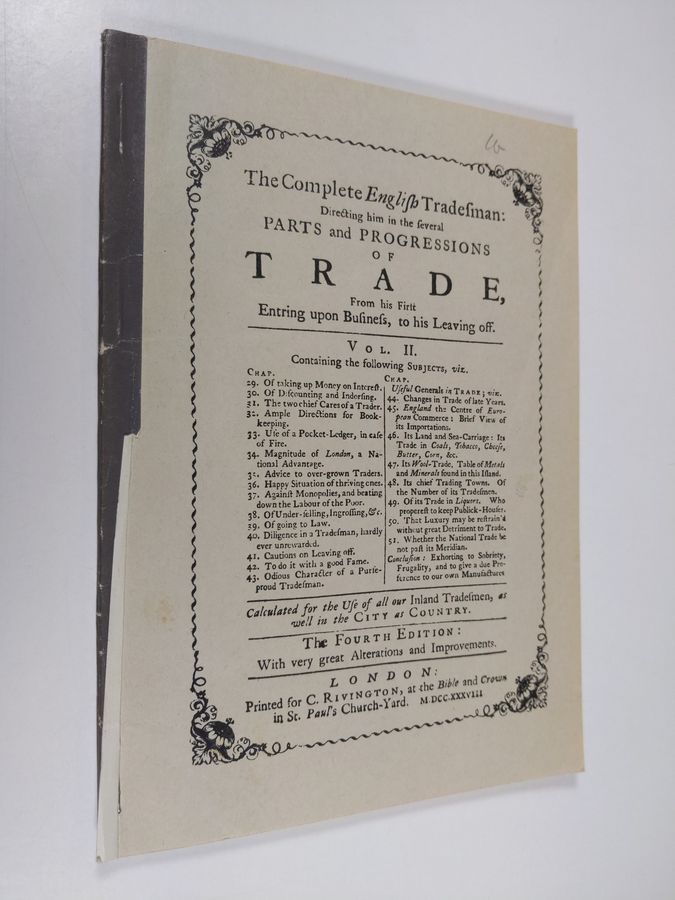 The Complete Engliſh Tradeſman:
Directing him in the ſeveral
PARTS and PROGRESSIONS
OF
TRADE,
From his Firſt
Entring upon Buſineſs, to his Leaving off.
VOL. II.
Containing the following SUBJECTS, viz.
CHAP.
29. Of taking up Money on Intereſt.
30. Of Diſcounting and Indorſing.
31. The two chief Cares of a Trader.
32. Ample Directions for Book-
keeping.
33. Uſe of a Pocket-Ledger, in caſe
of Fire.
34. Magnitude of London, a Na-
tional Advantage.
35. Advice to over-grown Traders.
36. Happy Situation of thriving ones.
37. Againſt Monopolies, and beating
down the Labour of the Poor.
38. Of Under-ſelling, Ingroſſing, &c.
39. Of going to Law.
40. Diligence in a Tradeſman, hardly
ever unrewarded.
41. Cautions on Leaving off.
42. To do it with a good Fame.
43. Odious Character of a Purſe-
proud Tradeſman.
CHAP.
Uſeful Generals in TRADE; viz.
44. Changes in Trade of late Years.
45. England the Centre of Euro-
pean Commerce: Brief View of
its Importations.
46. Its Land and Sea-Carriage: Its
Trade in Coals, Tobacco, Cheeſe,
Butter, Corn, &c.
47. Its Wool-Trade. Table of Metals
and Minerals found in this Iſland.
48. Its chief Trading Towns. Of
the Number of its Tradeſmen.
49. Of its Trade in Liquors. Who
propereſt to keep Publick-Houſes.
50. That Luxury may be reſtrain'd
without great Detriment to Trade.
51. Whether the National Trade be
not paſt its Meridian.
Concluſion: Exhorting to Sobriety,
Frugality, and to give a due Pre-
ference to our own Manufactures
Calculated for the Uſe of all our Inland Tradeſmen, as
well in the CITY as COUNTRY.
The FOURTH EDITION:
With very great Alterations and Improvements.
LONDON:
Printed for C. RIVINGTON, at the Bible and Crown
in St. Paul's Church-Yard. M.DCC.XXXVIII